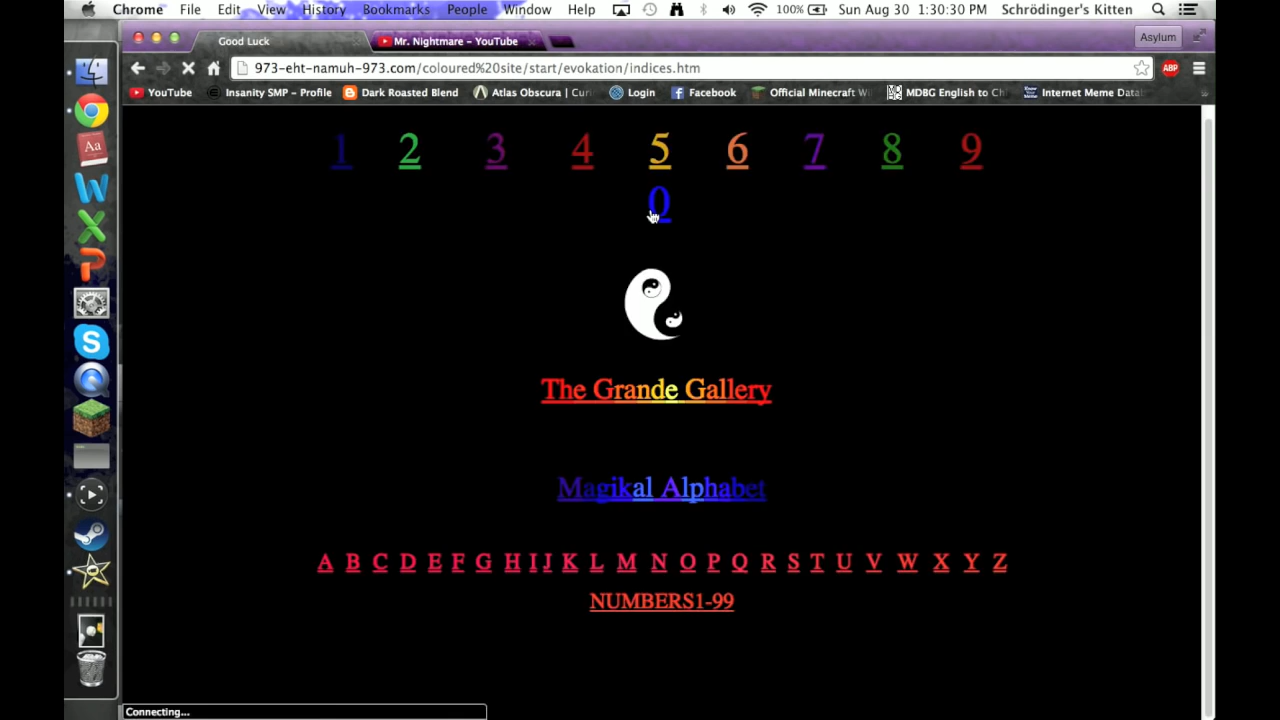 Chrome File Edit View History Bookmarks People Window Help 100% Sun Aug 30 1:30:30 PM Schrödinger's Kitten
Good Luck Mr. Nightmare – YouTube Asylum
973-eht-namuh-973.com/coloured%20site/start/evokation/indices.htm ABP
YouTube Insanity SMP – Profile Dark Roasted Blend Atlas Obscura | Cur Login Facebook Official Minecraft W MDBG English to Ch Internet Meme Data
1 2 3 4 5 6 7 8 9
0
The Grande Gallery
Magikal Alphabet
A B C D E F G H I J K L M N O P Q R S T U V W X Y Z
NUMBERS1-99
Connecting...